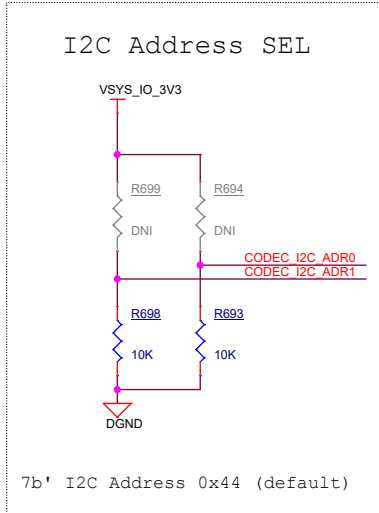 I2C Address SEL
VSYS_IO_3V3
R699 R694
DNI DNI
CODEC_I2C_ADR0
CODEC_I2C_ADR1
R698 R693
10K 10K
DGND
7b' I2C Address 0x44 (default)